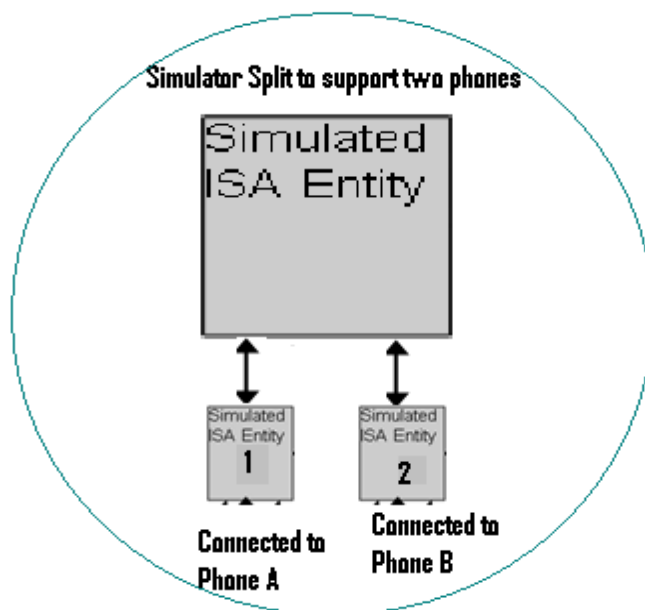 Simulator Split to support two phones
Simulated
ISA Entity
Simulated
ISA Entity
1
Simulated
ISA Entity
2
Connected to
Phone A
Connected to
Phone B